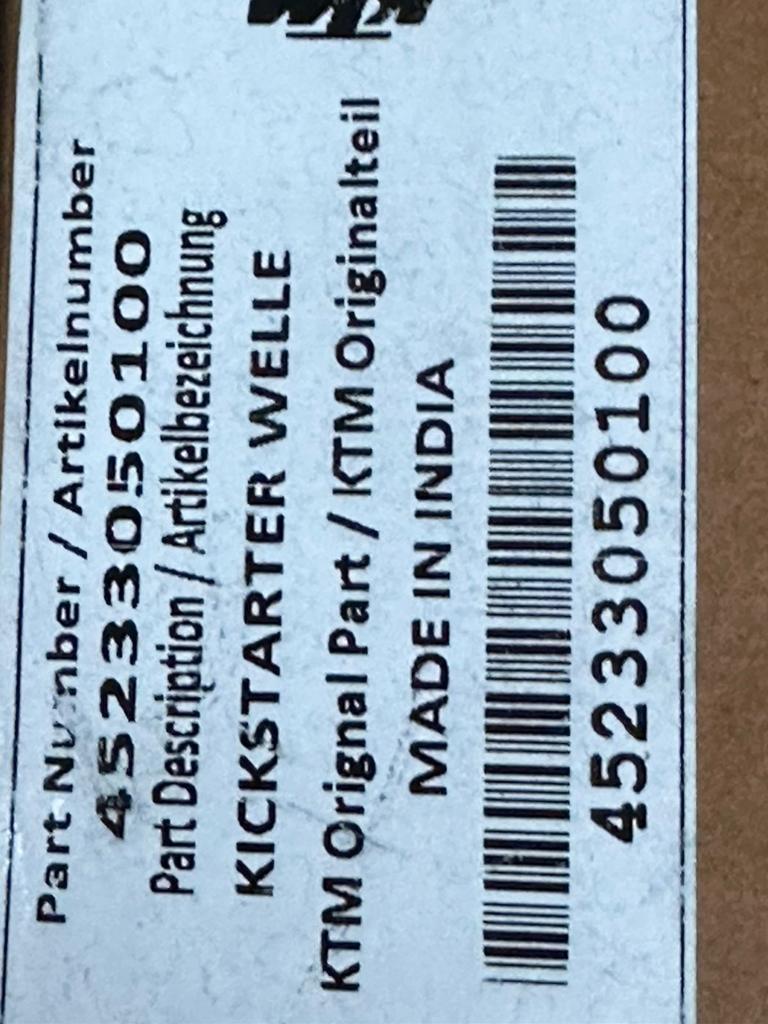 Part Number / Artikelnumber
45233050100
Part Description / Artikelbezeichnung
KICKSTARTER WELLE
KTM Orignal Part / KTM Originalteil
MADE IN INDIA
45233050100